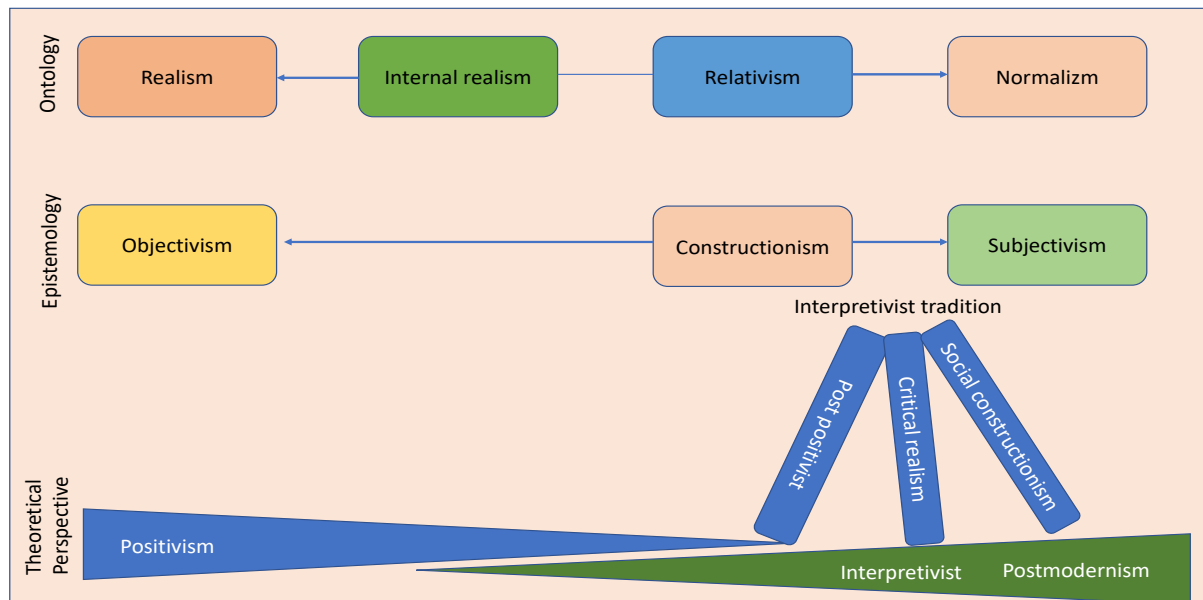 Ontology
Realism
Internal realism
Relativism
Normalizm
Epistemology
Objectivism
Constructionism
Subjectivism
Interpretivist tradition
Post positivist
Critical realism
Social constructionism
Theoretical
Perspective
Positivism
Interpretivist
Postmodernism